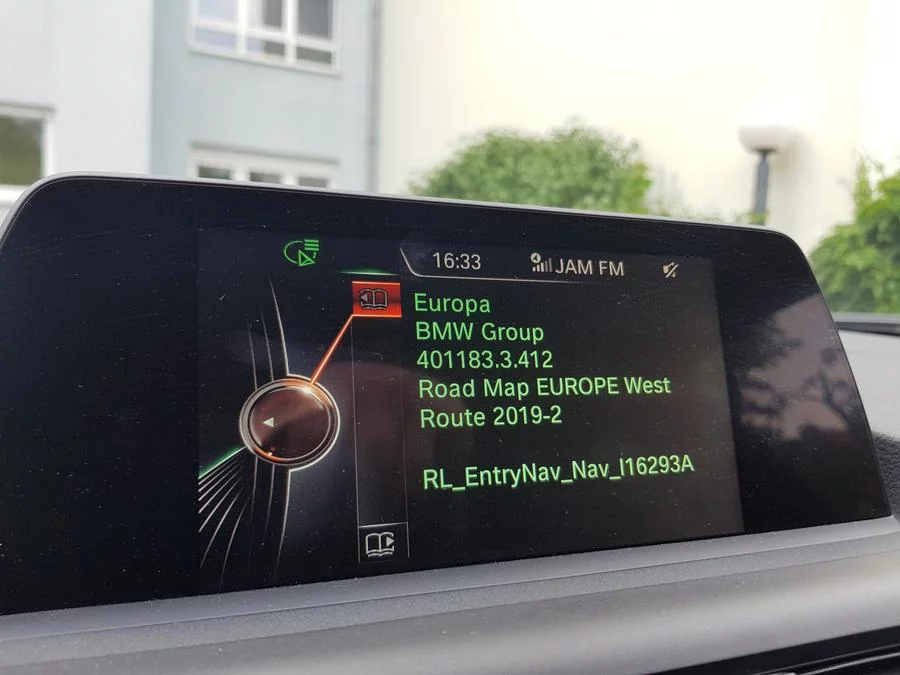 16:33
JAM FM
Europa
BMW Group
401183.3.412
Road Map EUROPE West
Route 2019-2
RL_EntryNav_Nav_I16293A